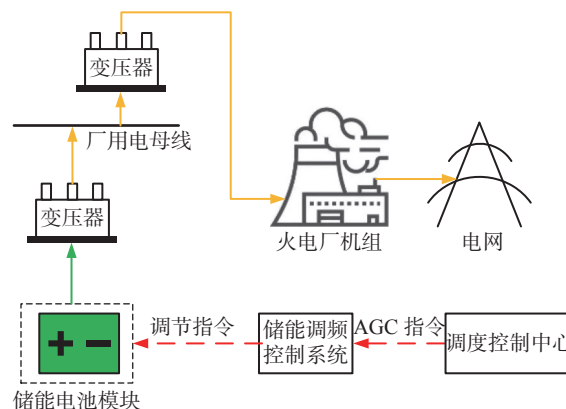 变压器
厂用电母线
变压器
火电厂机组
电网
调节指令
储能调频
控制系统
AGC 指令
调度控制中心
储能电池模块